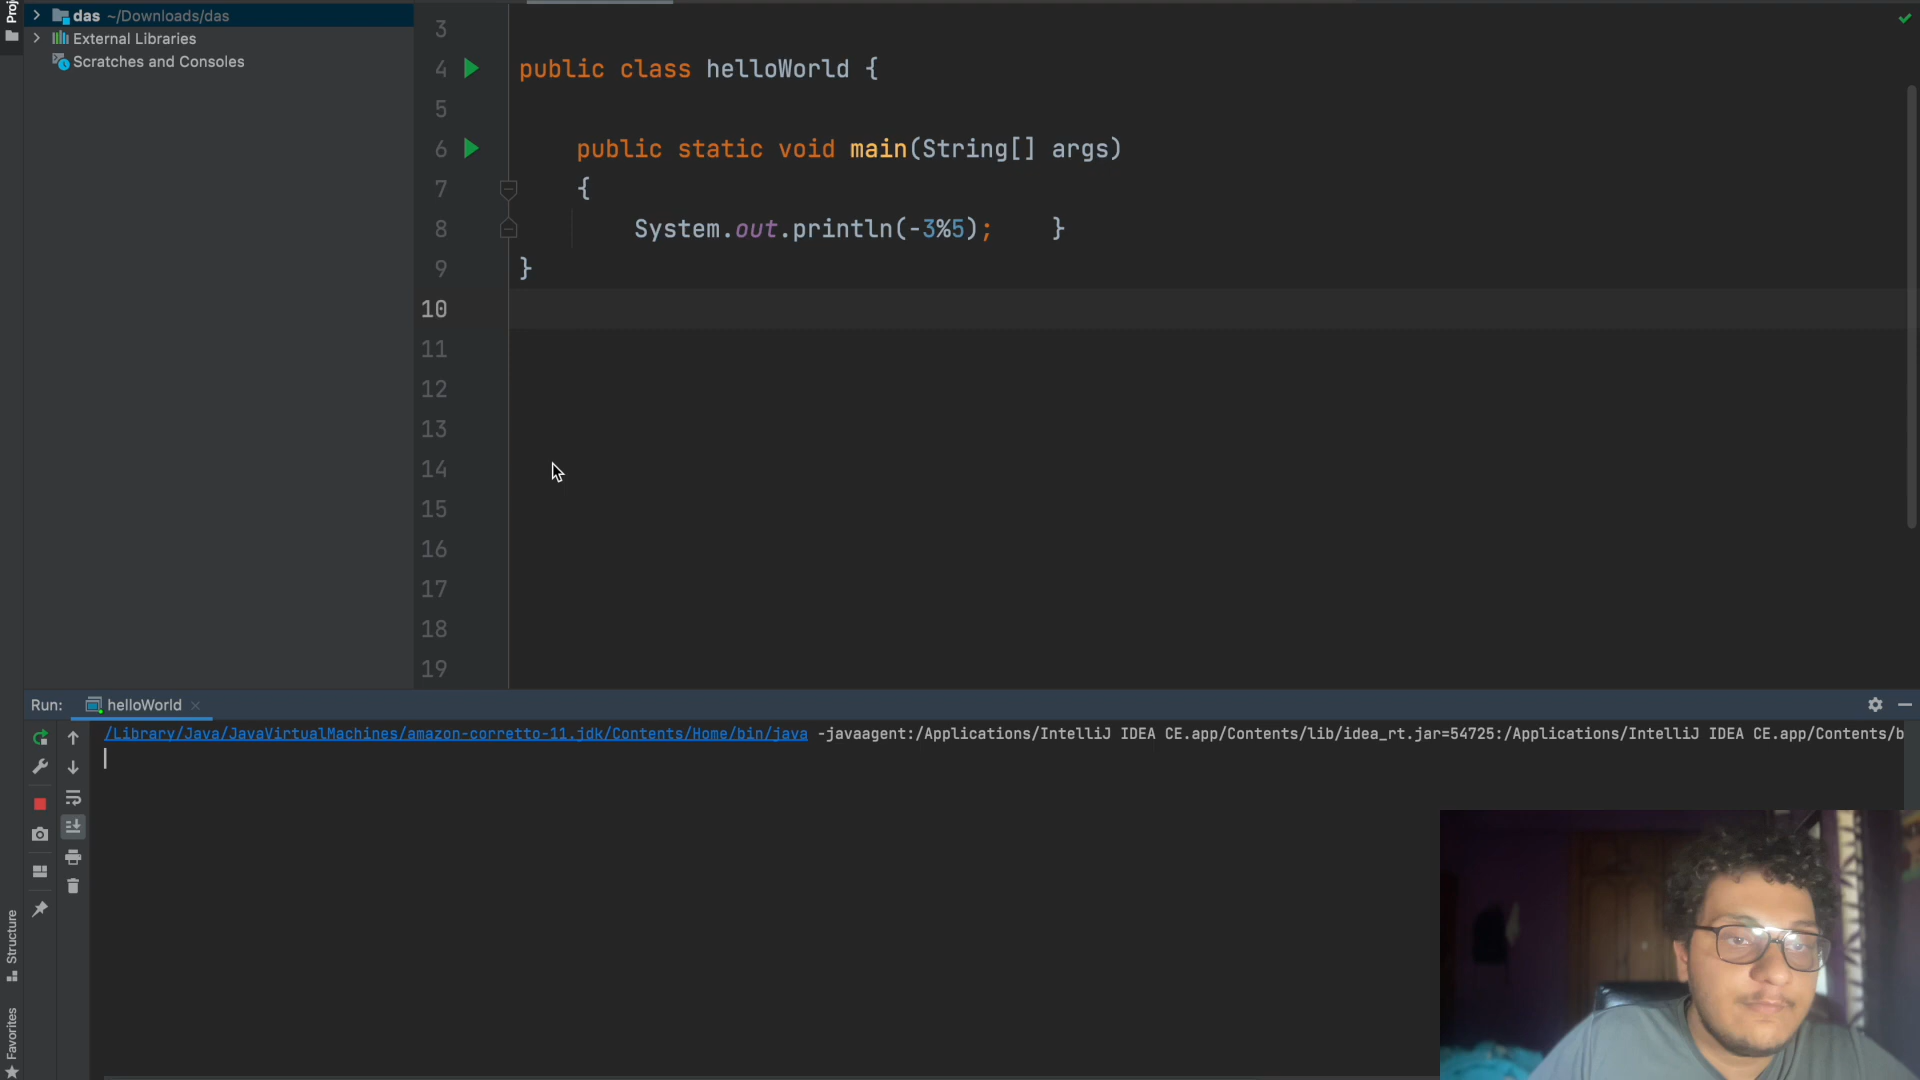 Proj
das ~/Downloads/das
External Libraries
Scratches and Consoles
3
4 public class helloWorld {
5
6 public static void main(String[] args)
7 {
8 System.out.println(-3%5); }
9 }
10
11
12
13
14
15
16
17
18
19
Run: helloWorld
/Library/Java/JavaVirtualMachines/amazon-corretto-11.jdk/Contents/Home/bin/java -javaagent:/Applications/IntelliJ IDEA CE.app/Contents/lib/idea_rt.jar=54725:/Applications/IntelliJ IDEA CE.app/Contents/b
Structure
Favorites